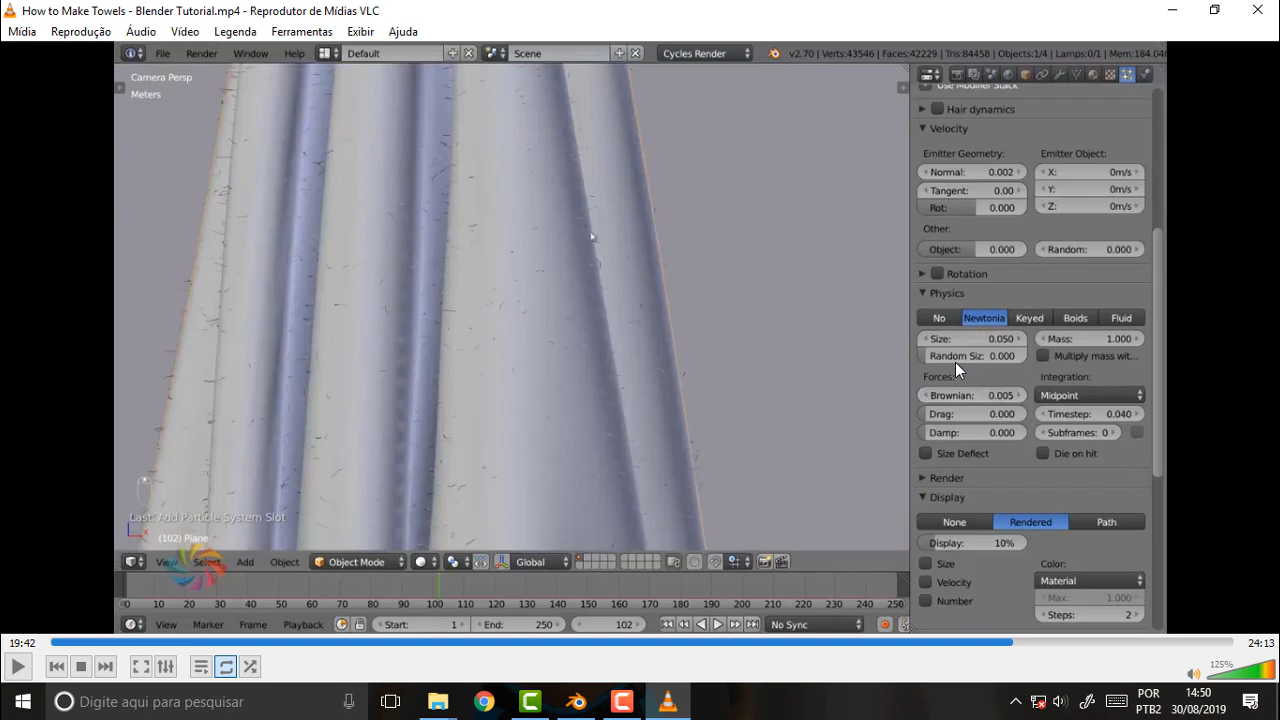 How to Make Towels - Blender Tutorial.mp4 - Reprodutor de Mídias VLC
Mídia Reprodução Áudio Vídeo Legenda Ferramentas Exibir Ajuda
File Render Window Help Default Scene Cycles Render v2.70 | Verts:43546 | Faces:42229 | Tris:84458 | Objects:1/4 | Lamps:0/1 | Mem:184.04
Camera Persp
Meters
Use Modifier Stack
Hair dynamics
Velocity
Emitter Geometry: Emitter Object:
Normal: 0.002 X: 0m/s
Tangent: 0.00 Y: 0m/s
Rot: 0.000 Z: 0m/s
Other:
Object: 0.000 Random: 0.000
Rotation
Physics
No Newtonia Keyed Boids Fluid
Size: 0.050 Mass: 1.000
Random Siz: 0.000 Multiply mass wit...
Forces: Integration:
Brownian: 0.005 Midpoint
Drag: 0.000 Timestep: 0.040
Damp: 0.000 Subframes: 0
Size Deflect Die on hit
Render
Display
None Rendered Path
Display: 10%
Size Color:
Velocity Material
Number Max: 1.000
Steps: 2
Last: Add Particle System Slot
(102) Plane
View Select Add Object Object Mode Global
0 10 20 30 40 50 60 70 80 90 100 110 120 130 140 150 160 170 180 190 200 210 220 230 240 250
View Marker Frame Playback Start: 1 End: 250 102 No Sync
19:42 24:13
125%
Digite aqui para pesquisar
POR 14:50
PTB2 30/08/2019